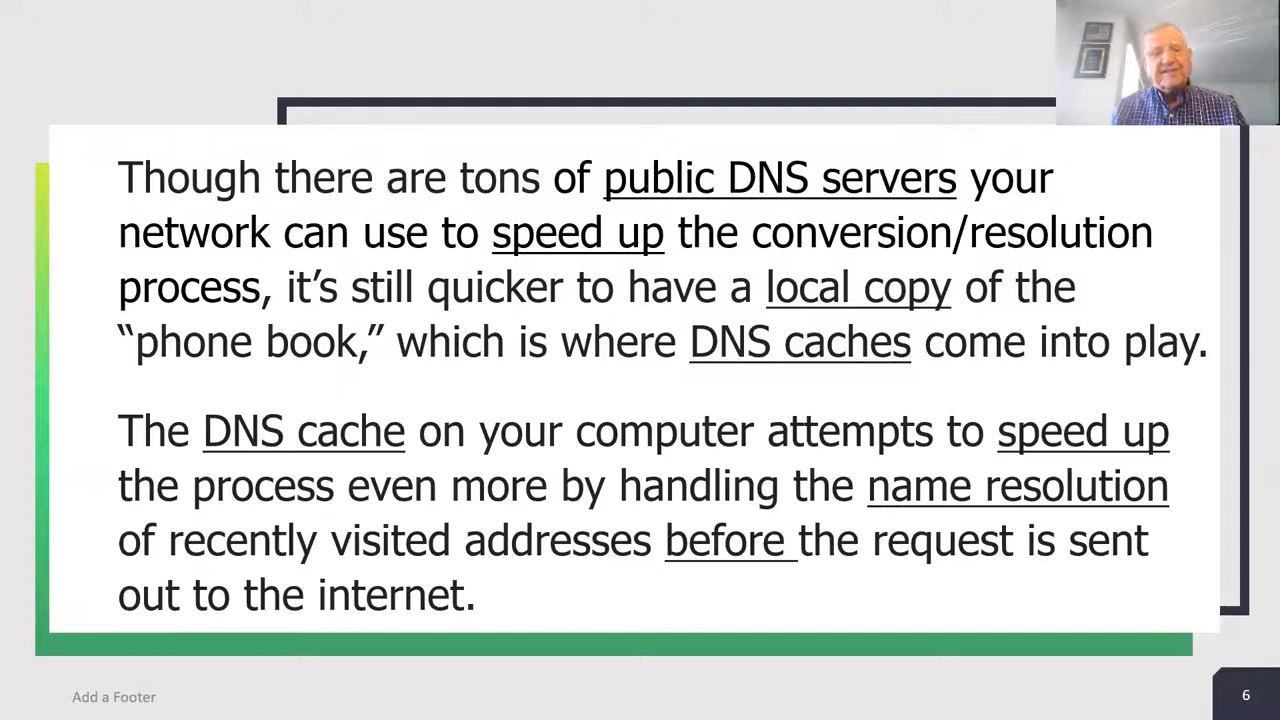 Though there are tons of public DNS servers your
network can use to speed up the conversion/resolution
process, it’s still quicker to have a local copy of the
“phone book,” which is where DNS caches come into play.
The DNS cache on your computer attempts to speed up
the process even more by handling the name resolution
of recently visited addresses before the request is sent
out to the internet.
Add a Footer
6